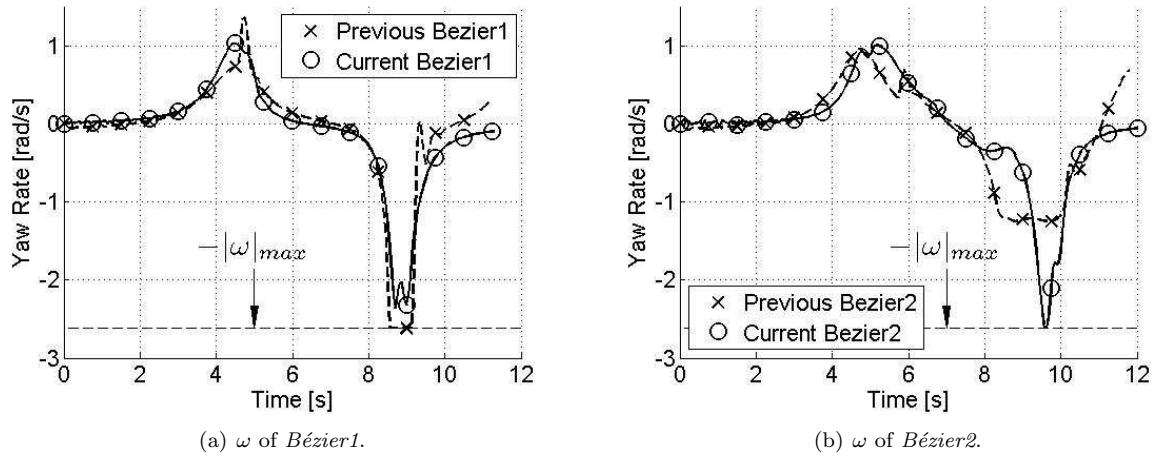 Previous Bezier1
Current Bezier1
Yaw Rate [rad/s]
1
0
-1
-2
-3
−|ω|max
0 2 4 6 8 10 12
Time [s]
(a) ω of Bézier1.
Yaw Rate [rad/s]
1
0
-1
-2
-3
−|ω|max
Previous Bezier2
Current Bezier2
0 2 4 6 8 10 12
Time [s]
(b) ω of Bézier2.